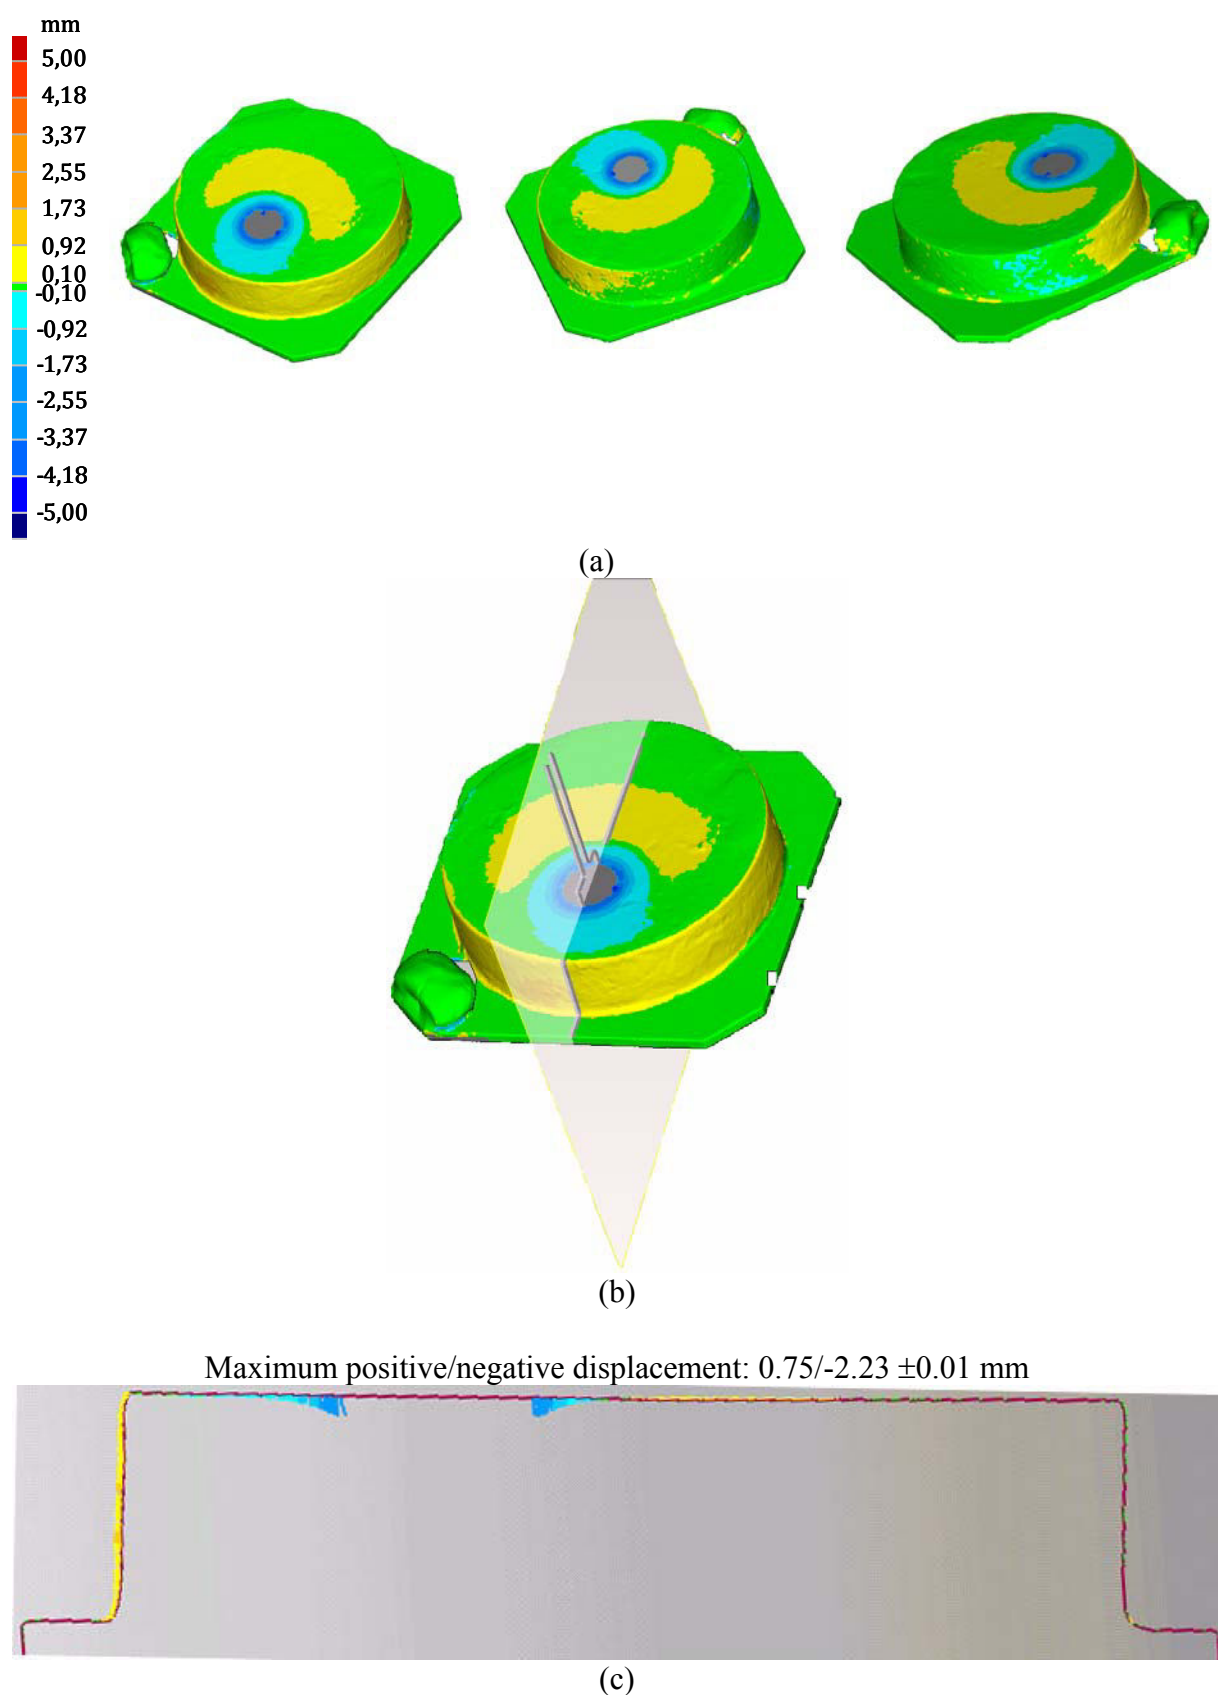 mm
5,00
4,18
3,37
2,55
1,73
0,92
0,10
-0,10
-0,92
-1,73
-2,55
-3,37
-4,18
-5,00
(a)
(b)
Maximum positive/negative displacement: 0.75/-2.23 ±0.01 mm
(c)